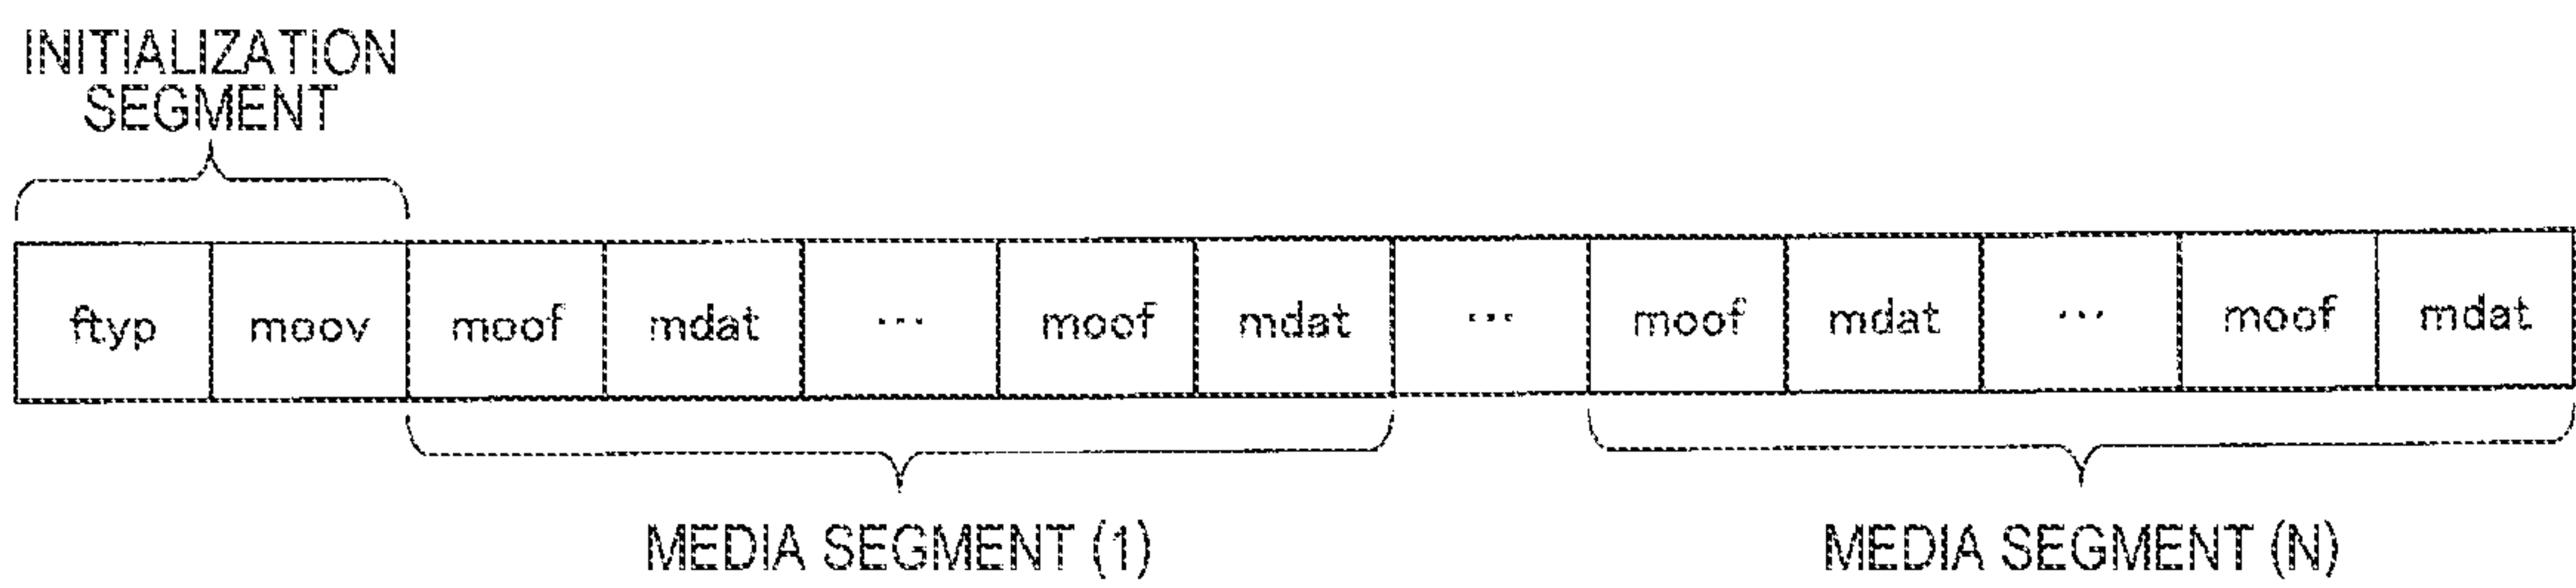 INITIALIZATION
SEGMENT
ftyp moov moof mdat ... moof mdat ... moof mdat ... moof mdat
MEDIA SEGMENT (1) MEDIA SEGMENT (N)